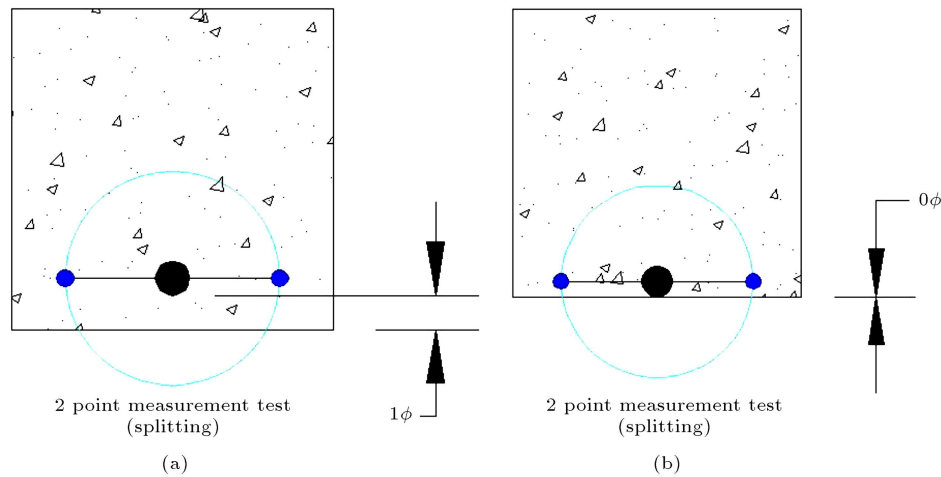 0ϕ
1ϕ
2 point measurement test
(splitting)
(a)
2 point measurement test
(splitting)
(b)